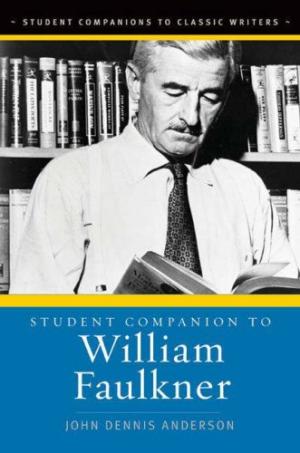 ~ STUDENT COMPANIONS TO CLASSIC WRITERS ~
STUDENT COMPANION TO
William
Faulkner
JOHN DENNIS ANDERSON